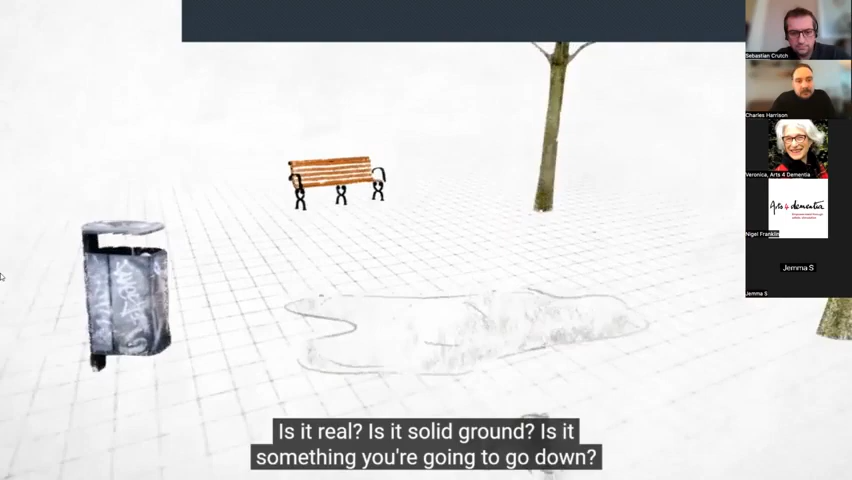 Sebastian Crutch
Charles Harrison
Veronica, Arts 4 Dementia
Arts 4 dementia
Nigel Franklin
Jemma S
Jemma S
Is it real? Is it solid ground? Is it
something you're going to go down?